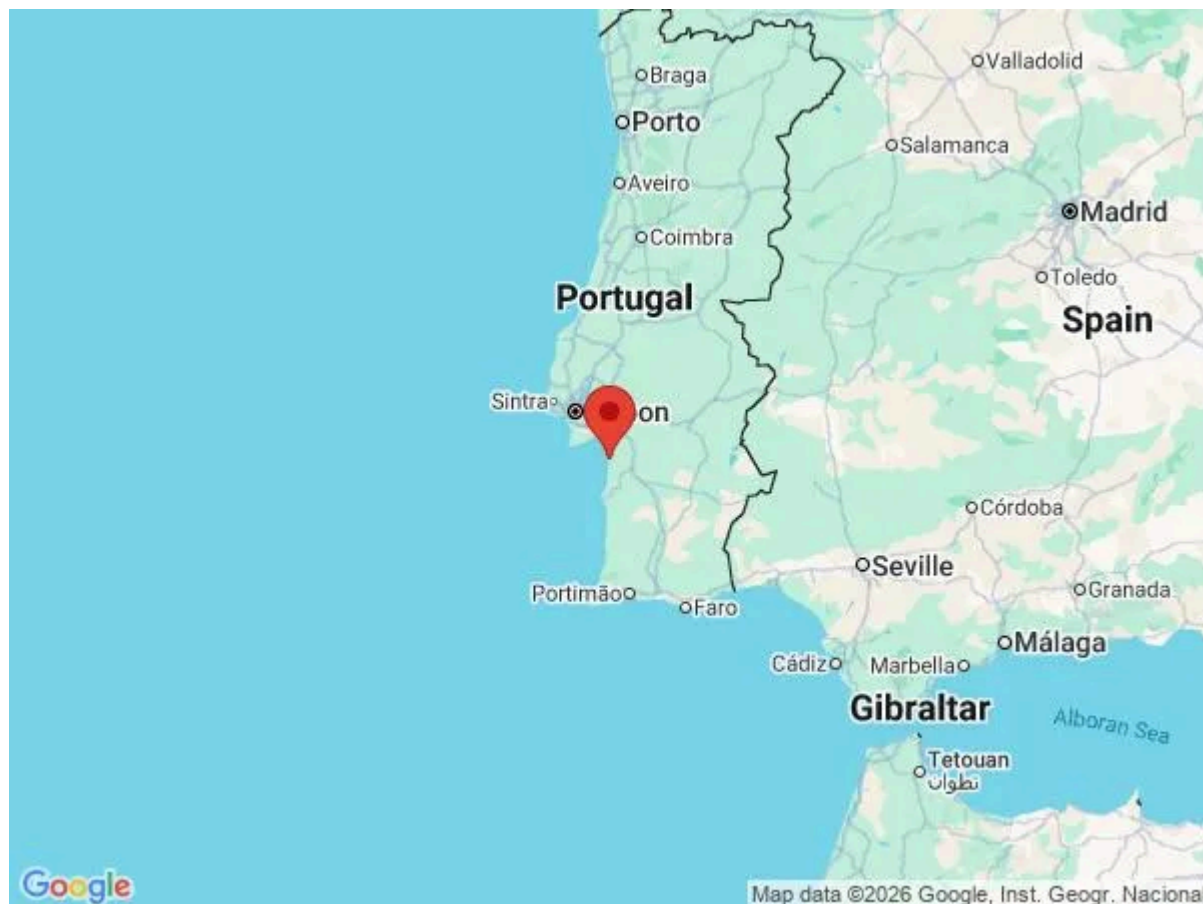 Braga
Valladolid
Porto
Salamanca
Aveiro
Madrid
Coimbra
Toledo
Portugal
Spain
Sintra
on
Córdoba
Seville
Portimão
Faro
Granada
Málaga
Cádiz
Marbella
Gibraltar
Alboran Sea
Tetouan
تطوان
Google
Map data ©2026 Google, Inst. Geogr. Nacional